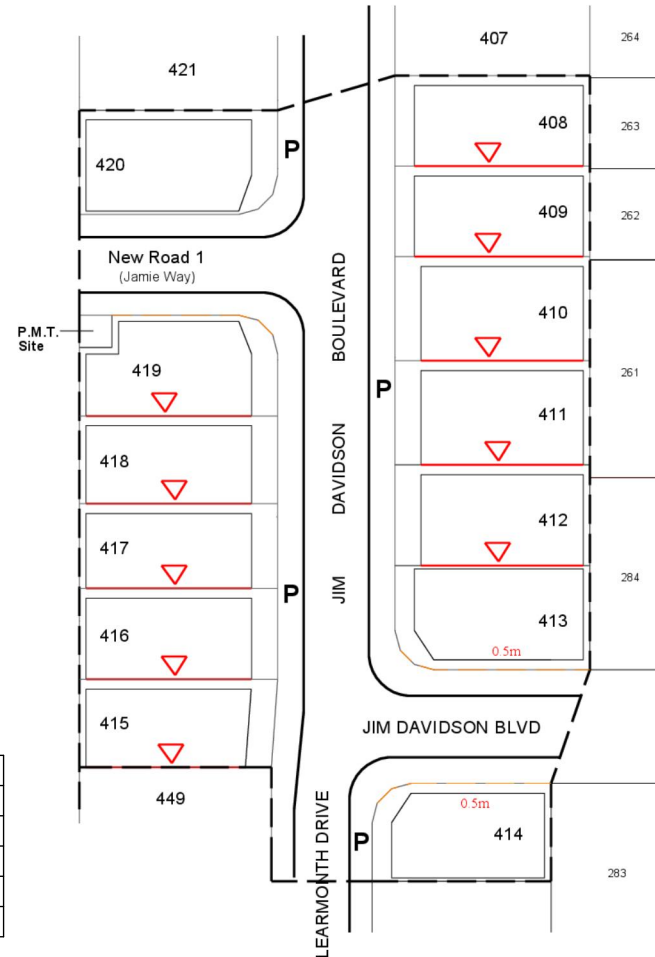 407
264
421
408
263
P
420
409
262
New Road 1
(Jamie Way)
BOULEVARD
410
P.M.T.
Site
419
261
P
411
DAVIDSON
418
412
417
284
JIM
P
413
416
0.5m
415
JIM DAVIDSON BLVD
449
0.5m
414
P
LEARMONTH DRIVE
283